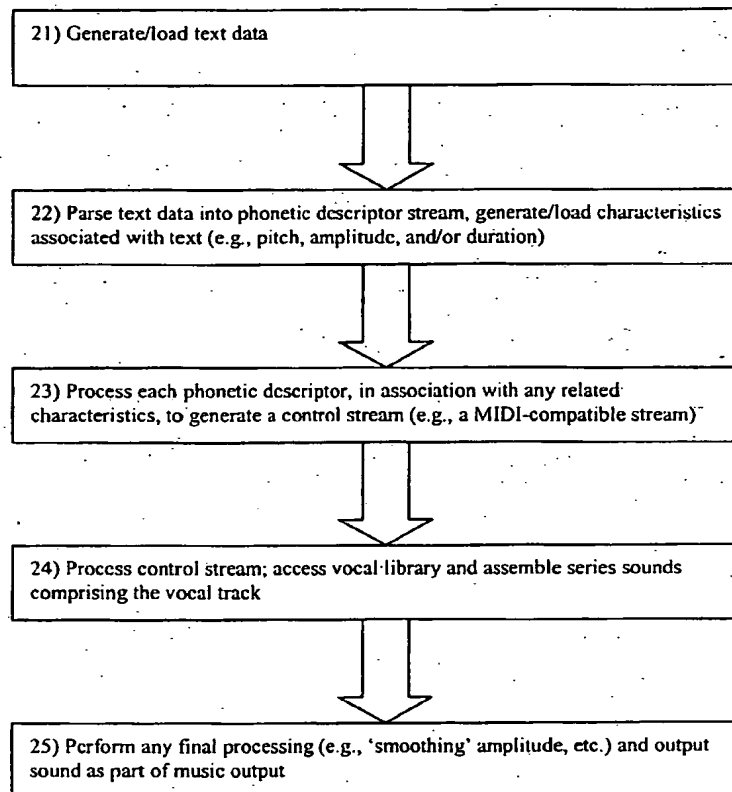 21) Generate/load text data
22) Parse text data into phonetic descriptor stream, generate/load characteristics
associated with text (e.g., pitch, amplitude, and/or duration)
23) Process each phonetic descriptor, in association with any related
characteristics, to generate a control stream (e.g., a MIDI-compatible stream)
24) Process control stream; access vocal library and assemble series sounds
comprising the vocal track
25) Perform any final processing (e.g., ‘smoothing’ amplitude, etc.) and output
sound as part of music output